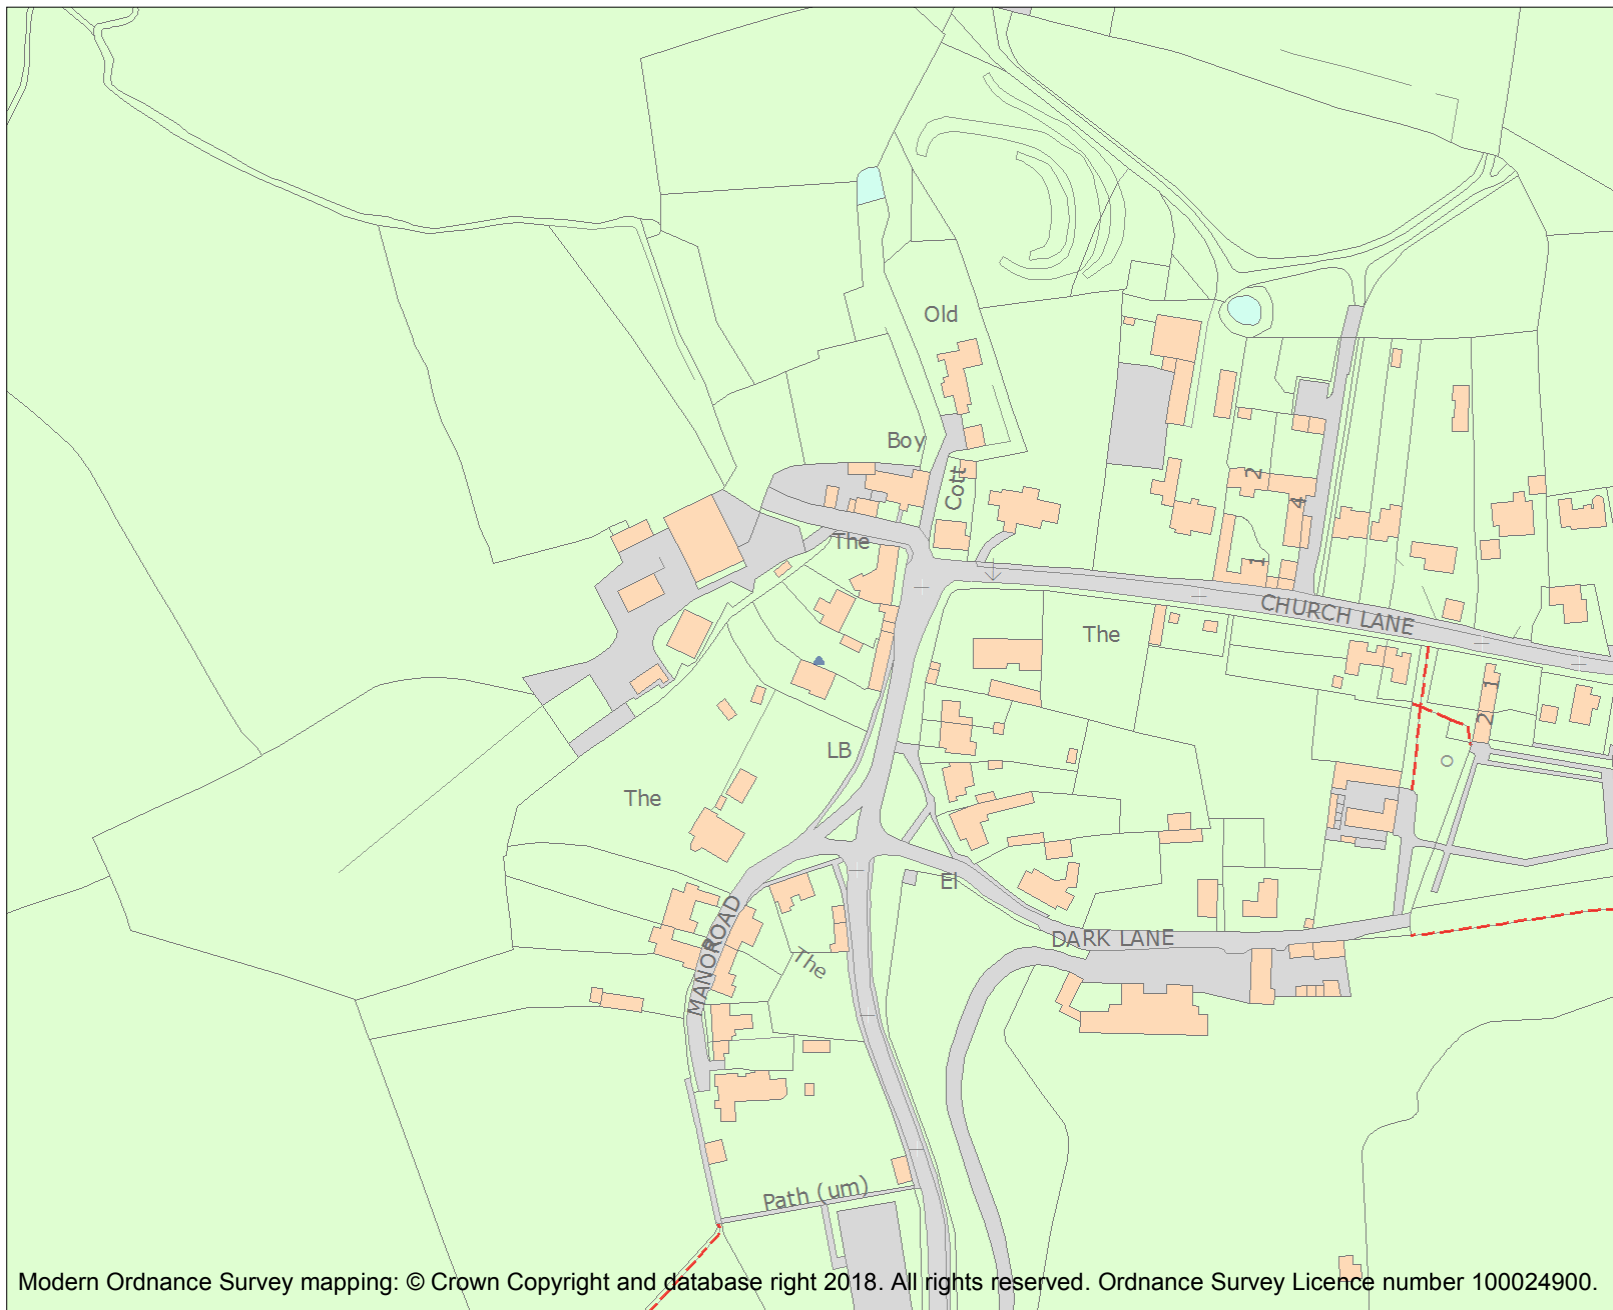 Old
Boy
Cott
2
4
The
1
CHURCH LANE
The
1
2
LB
The
El
MANOROAD
DARK LANE
The
Path (um)
Modern Ordnance Survey mapping: © Crown Copyright and database right 2018. All rights reserved. Ordnance Survey Licence number 100024900.